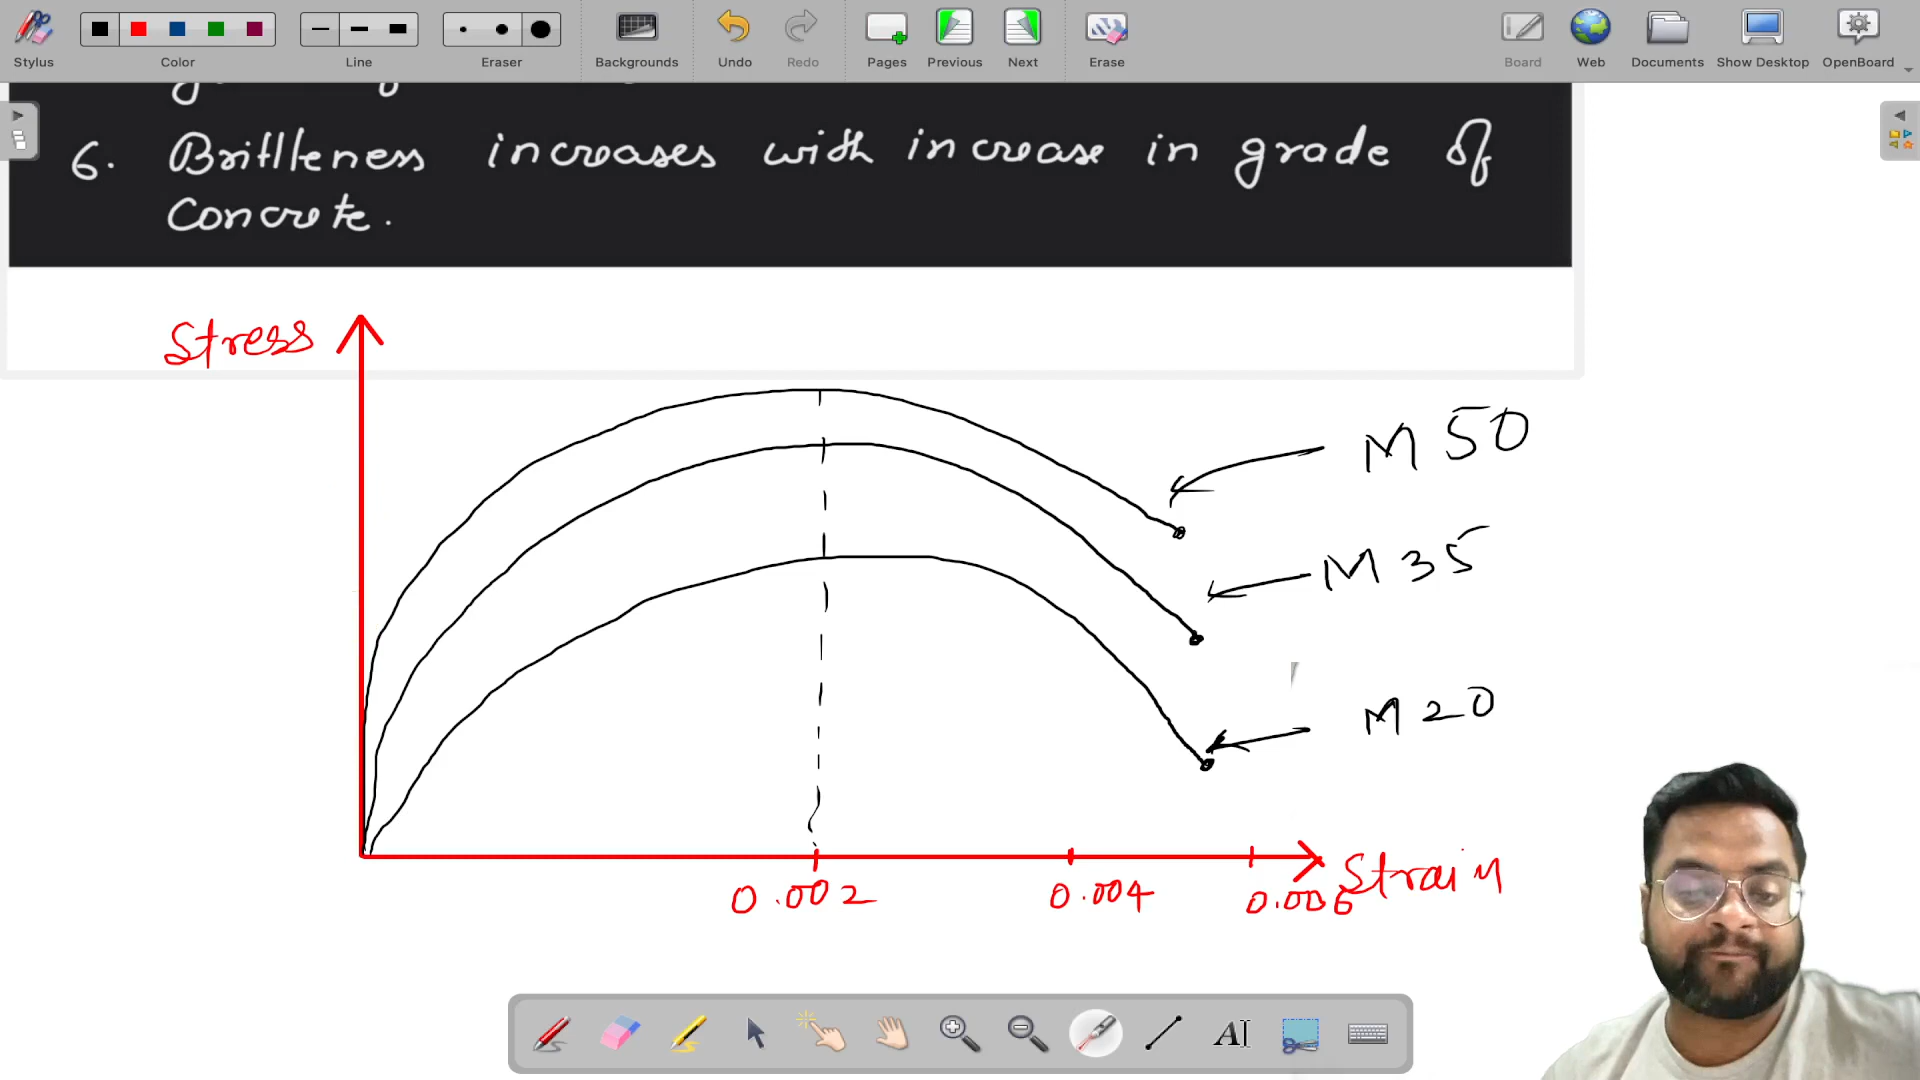 Stylus Color Line Eraser Backgrounds Undo Redo Pages Previous Next Erase Board Web Documents Show Desktop OpenBoard
6. Brittleness increases with increase in grade of
Concrete.
Stress
M 50
M 35
M 20
0.002 0.004 0.006 Strain